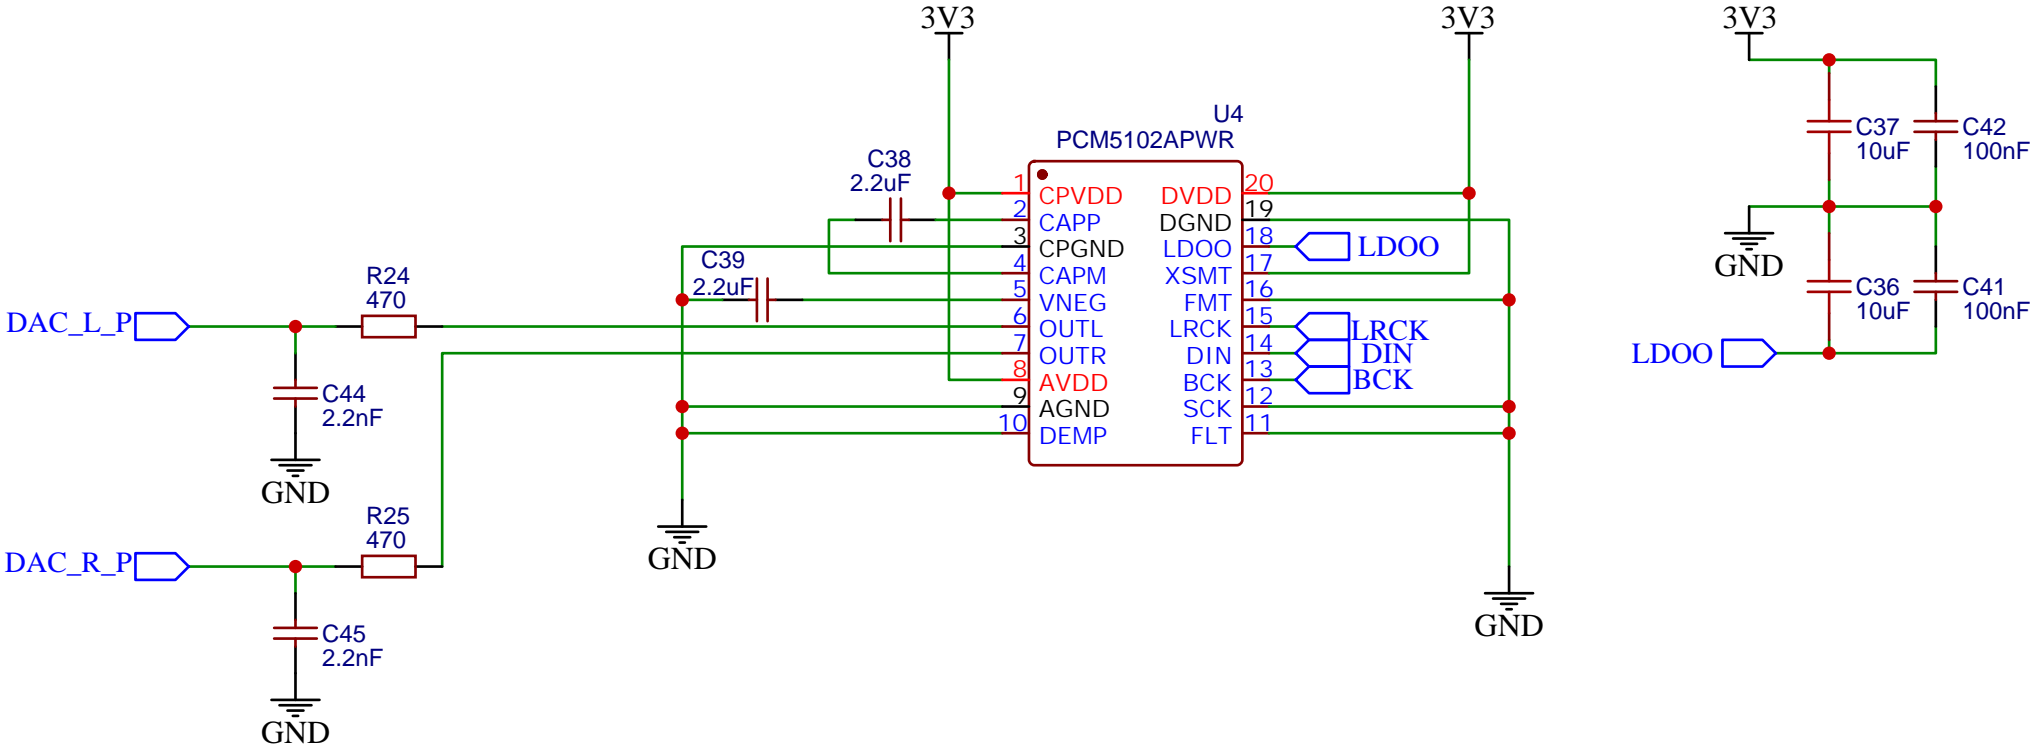 3V3
3V3
3V3
U4
PCM5102APWR
C38
2.2uF
C39
2.2uF
1
2
3
4
5
6
7
8
9
10
CPVDD
CAPP
CPGND
CAPM
VNEG
OUTL
OUTR
AVDD
AGND
DEMP
DVDD
DGND
LDOO
XSMT
FMT
LRCK
DIN
BCK
SCK
FLT
20
19
18
17
16
15
14
13
12
11
LDOO
LRCK
DIN
BCK
R24
470
DAC_L_P
C44
2.2nF
GND
R25
470
DAC_R_P
C45
2.2nF
GND
GND
GND
C37
10uF
C42
100nF
GND
C36
10uF
C41
100nF
LDOO